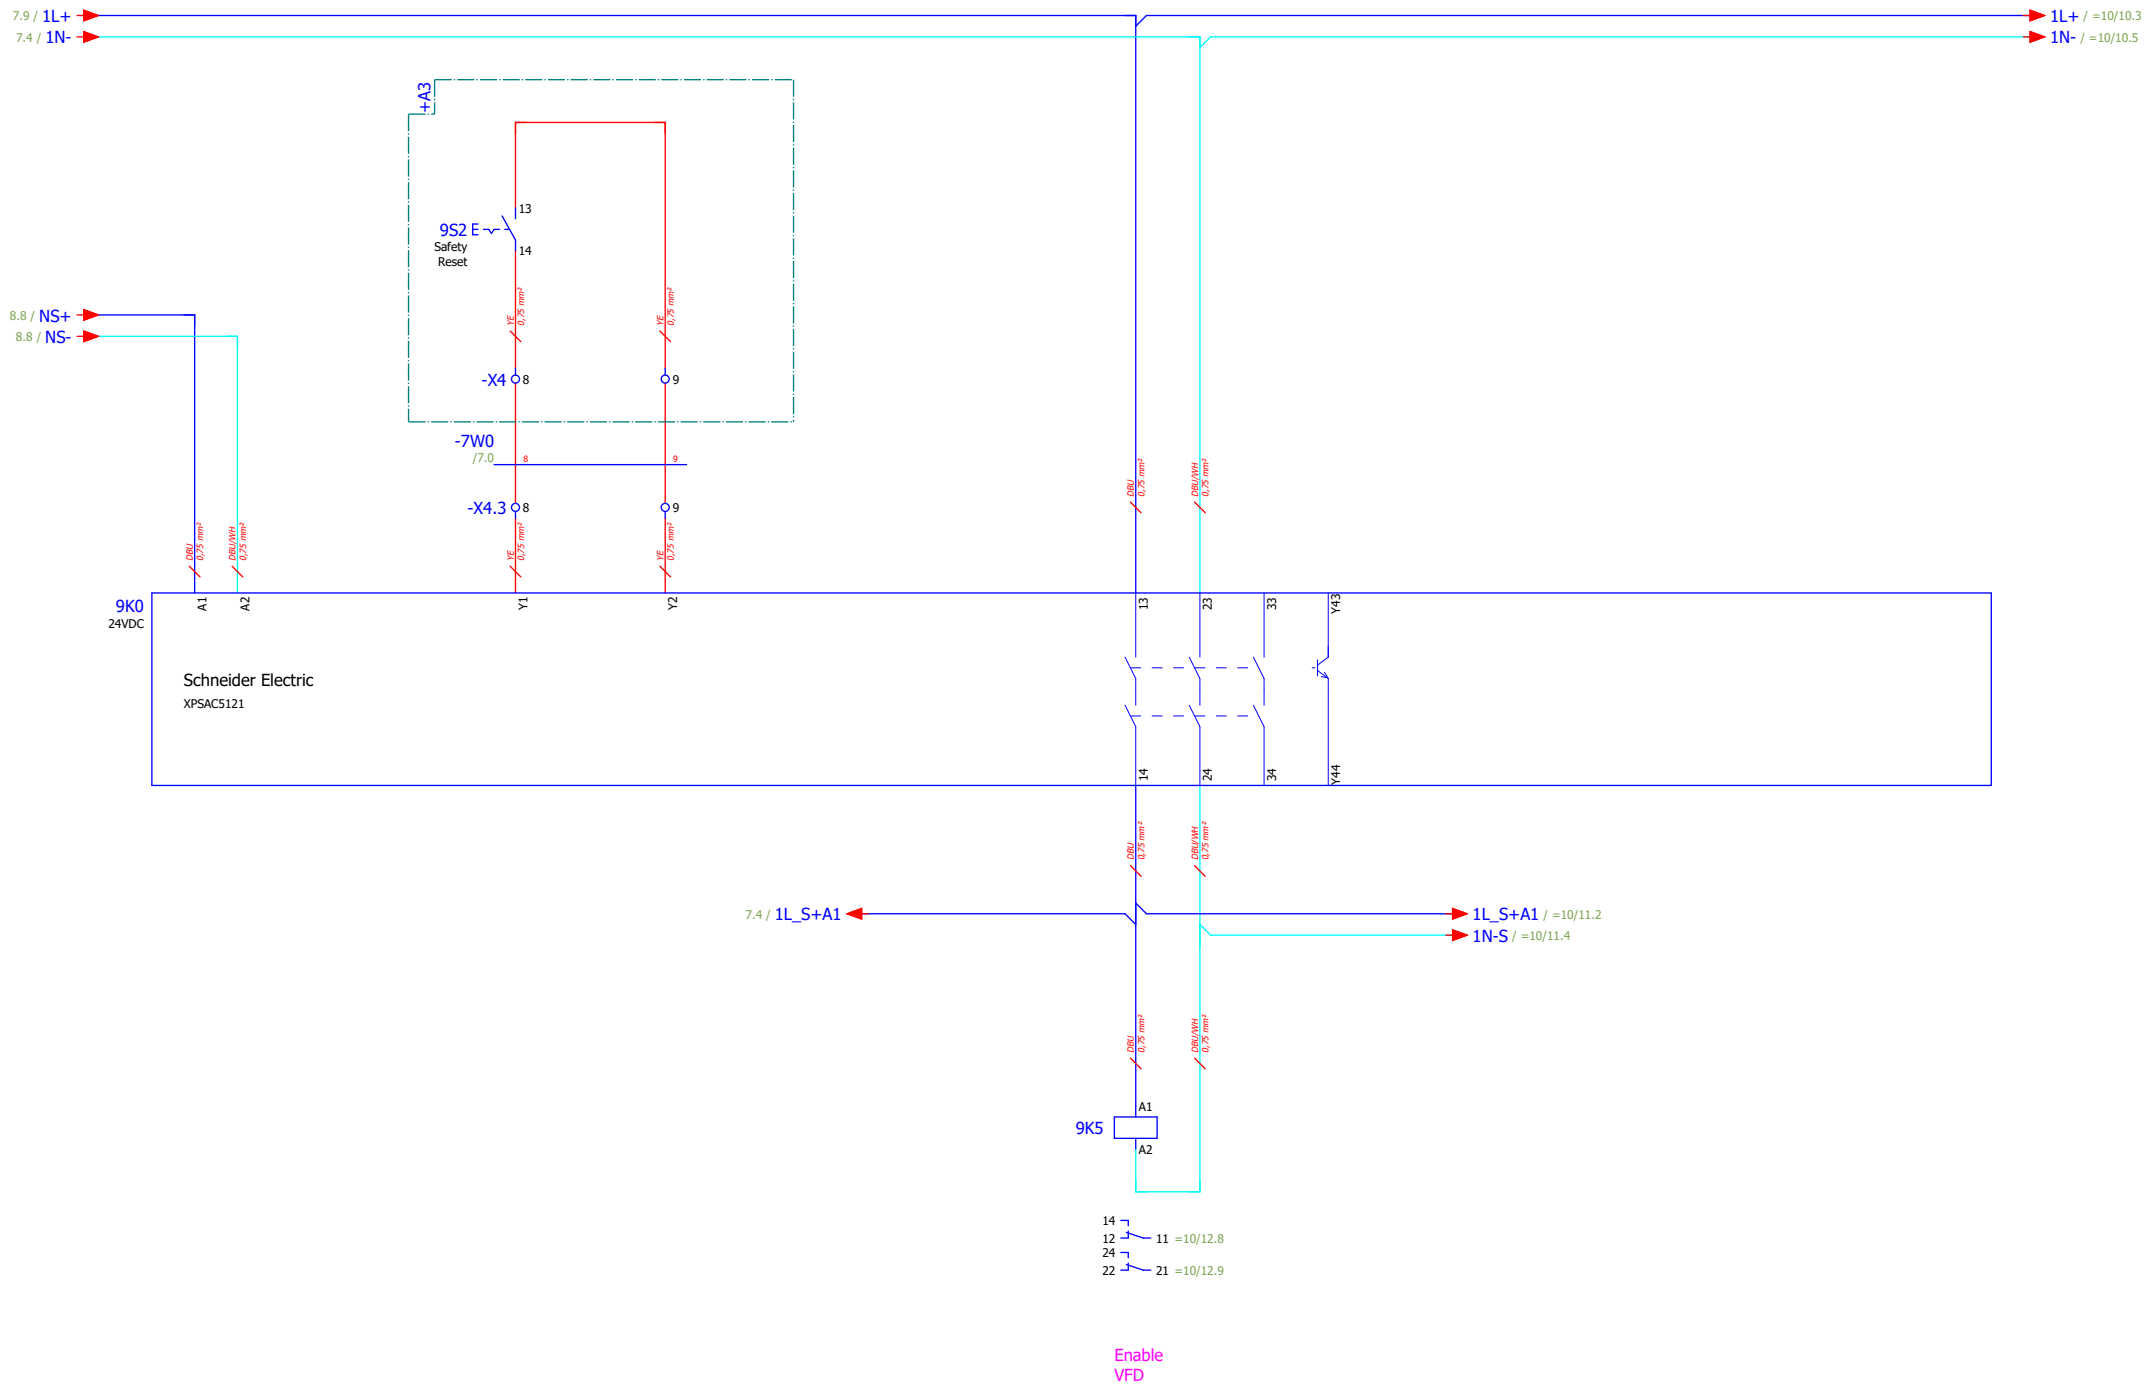 7.9 / 1L+
1L+ / =10/10.3
7.4 / 1N-
1N- / =10/10.5
+A3
13
9S2 E
14
Safety
Reset
YE
0,75 mm²
YE
0,75 mm²
8.8 / NS+
8.8 / NS-
-X4 8
9
-7W0
/7.0
8
9
DBU
0,75 mm²
DBU/WH
0,75 mm²
-X4.3 8
9
DBU
0,75 mm²
DBU/WH
0,75 mm²
YE
0,75 mm²
YE
0,75 mm²
9K0
24VDC
A1
A2
Y1
Y2
13
23
33
Y43
Schneider Electric
XPSAC5121
14
24
34
Y44
DBU
0,75 mm²
DBU/WH
0,75 mm²
7.4 / 1L_S+A1
1L_S+A1 / =10/11.2
1N-S / =10/11.4
DBU
0,75 mm²
DBU/WH
0,75 mm²
A1
9K5
A2
14
12 11 =10/12.8
24
22 21 =10/12.9
Enable
VFD